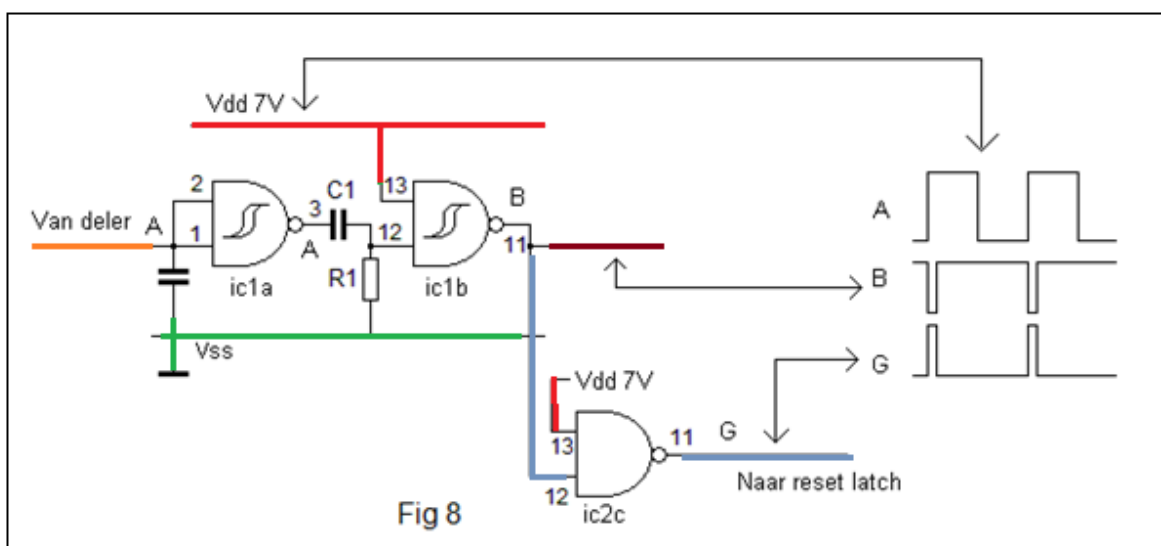 Vdd 7V
2
C1
13
B
A
3
Van deler
A
1
A
12
11
B
R1
ic1a
ic1b
Vss
G
Vdd 7V
13
11
G
12
Naar reset latch
Fig 8
ic2c